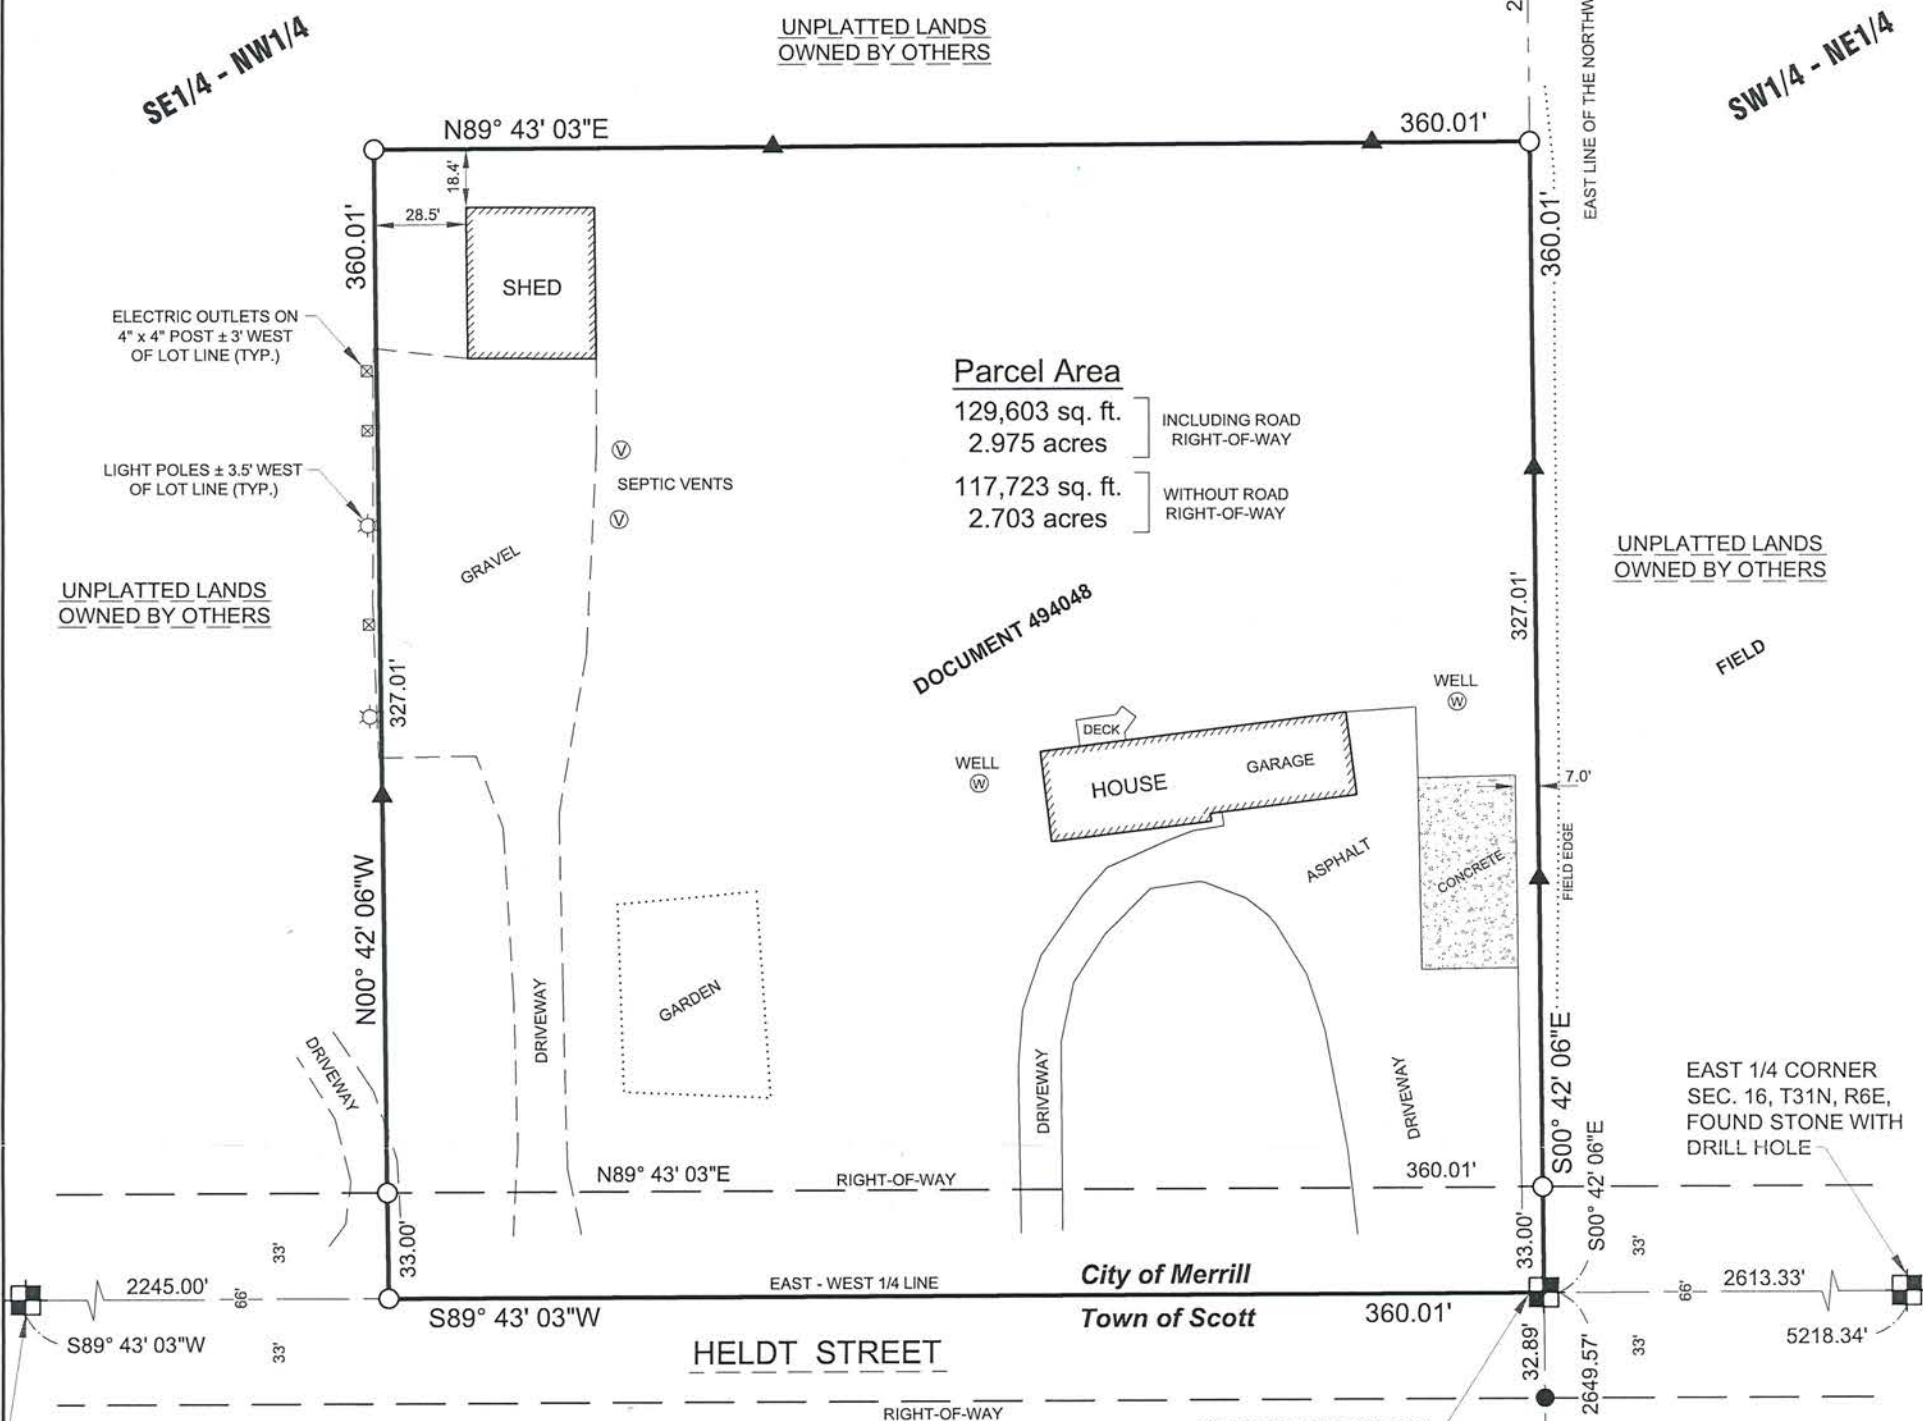 UNPLATTED LANDS
OWNED BY OTHERS
SE1/4 - NW1/4
SW1/4 - NE1/4
EAST LINE OF THE
N89° 43' 03"E
360.01'
18.4'
28.5'
SHED
360.01'
360.01'
ELECTRIC OUTLETS ON
4" x 4" POST ± 3' WEST
OF LOT LINE (TYP.)
Parcel Area
129,603 sq. ft.
2.975 acres
INCLUDING ROAD
RIGHT-OF-WAY
117,723 sq. ft.
2.703 acres
WITHOUT ROAD
RIGHT-OF-WAY
LIGHT POLES ± 3.5' WEST
OF LOT LINE (TYP.)
V
SEPTIC VENTS
V
GRAVEL
UNPLATTED LANDS
OWNED BY OTHERS
UNPLATTED LANDS
OWNED BY OTHERS
327.01'
327.01'
DOCUMENT 494048
FIELD
WELL
W
WELL
W
DECK
HOUSE
GARAGE
7.0'
ASPHALT
CONCRETE
FIELD EDGE
N00° 42' 06"W
GARDEN
DRIVEWAY
DRIVEWAY
DRIVEWAY
DRIVEWAY
S00° 42' 06"E
S00° 42' 06"E
EAST 1/4 CORNER
SEC. 16, T31N, R6E,
FOUND STONE WITH
DRILL HOLE
N89° 43' 03"E
RIGHT-OF-WAY
360.01'
33.00'
33.00'
33'
33'
2245.00'
66'
EAST - WEST 1/4 LINE
City of Merrill
66'
2613.33'
S89° 43' 03"W
S89° 43' 03"W
Town of Scott
360.01'
5218.34'
33'
33'
HELDT STREET
32.89'
2649.57'
RIGHT-OF-WAY